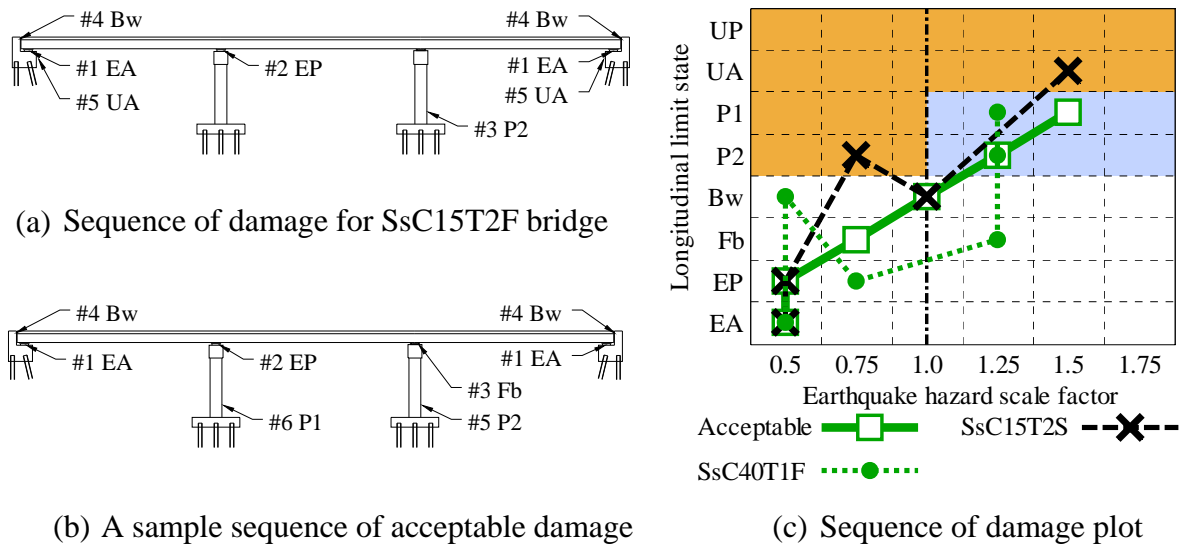 #4 Bw
#4 Bw
#1 EA
#2 EP
#1 EA
#5 UA
#5 UA
#3 P2
(a) Sequence of damage for SsC15T2F bridge
#4 Bw
#4 Bw
#1 EA
#2 EP
#1 EA
#3 Fb
#6 P1
#5 P2
(b) A sample sequence of acceptable damage
Longitudinal limit state
UP
UA
P1
P2
Bw
Fb
EP
EA
0.5 0.75 1.0 1.25 1.5 1.75
Earthquake hazard scale factor
Acceptable
SsC15T2S
SsC40T1F
(c) Sequence of damage plot